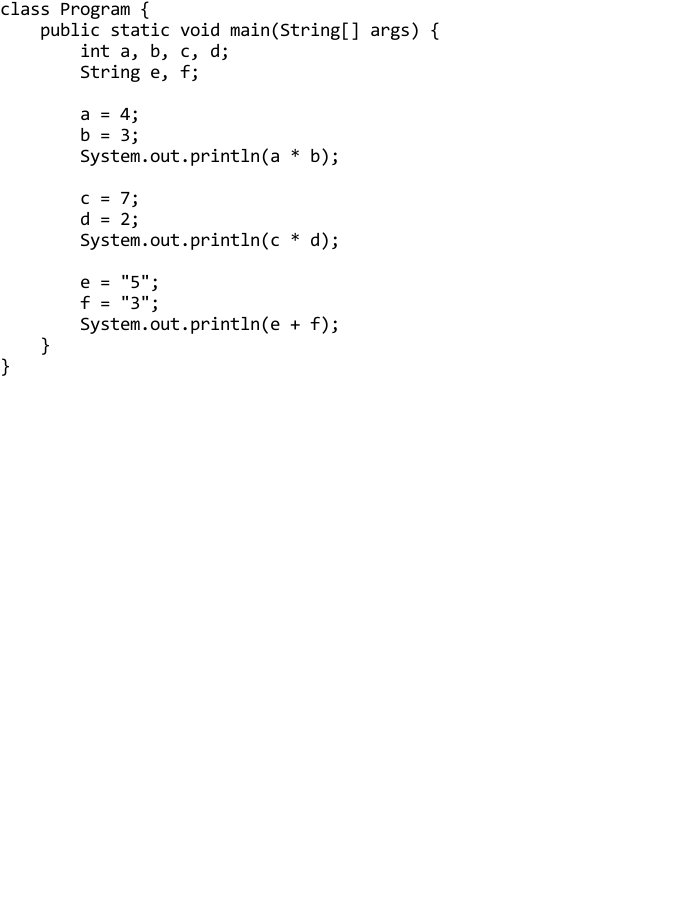 class Program {
    public static void main(String[] args) {
        int a, b, c, d;
        String e, f;

        a = 4;
        b = 3;
        System.out.println(a * b);

        c = 7;
        d = 2;
        System.out.println(c * d);

        e = "5";
        f = "3";
        System.out.println(e + f);
    }
}